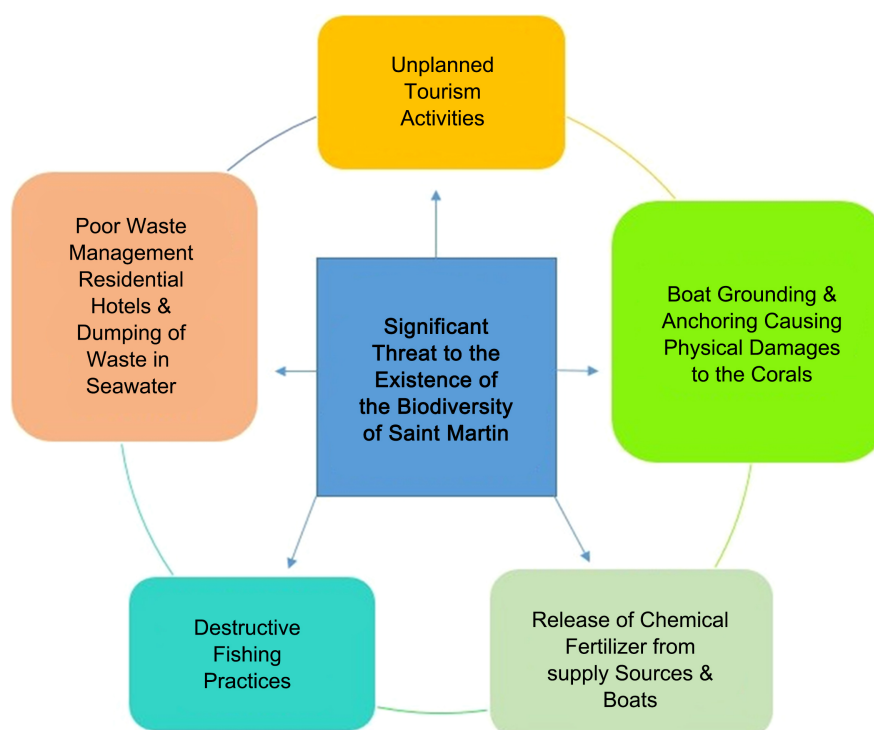 Unplanned
Tourism
Activities
Poor Waste
Management
Residential
Hotels &
Dumping of
Waste in
Seawater
Significant
Threat to the
Existence of
the Biodiversity
of Saint Martin
Boat Grounding &
Anchoring Causing
Physical Damages
to the Corals
Destructive
Fishing
Practices
Release of Chemical
Fertilizer from
supply Sources &
Boats